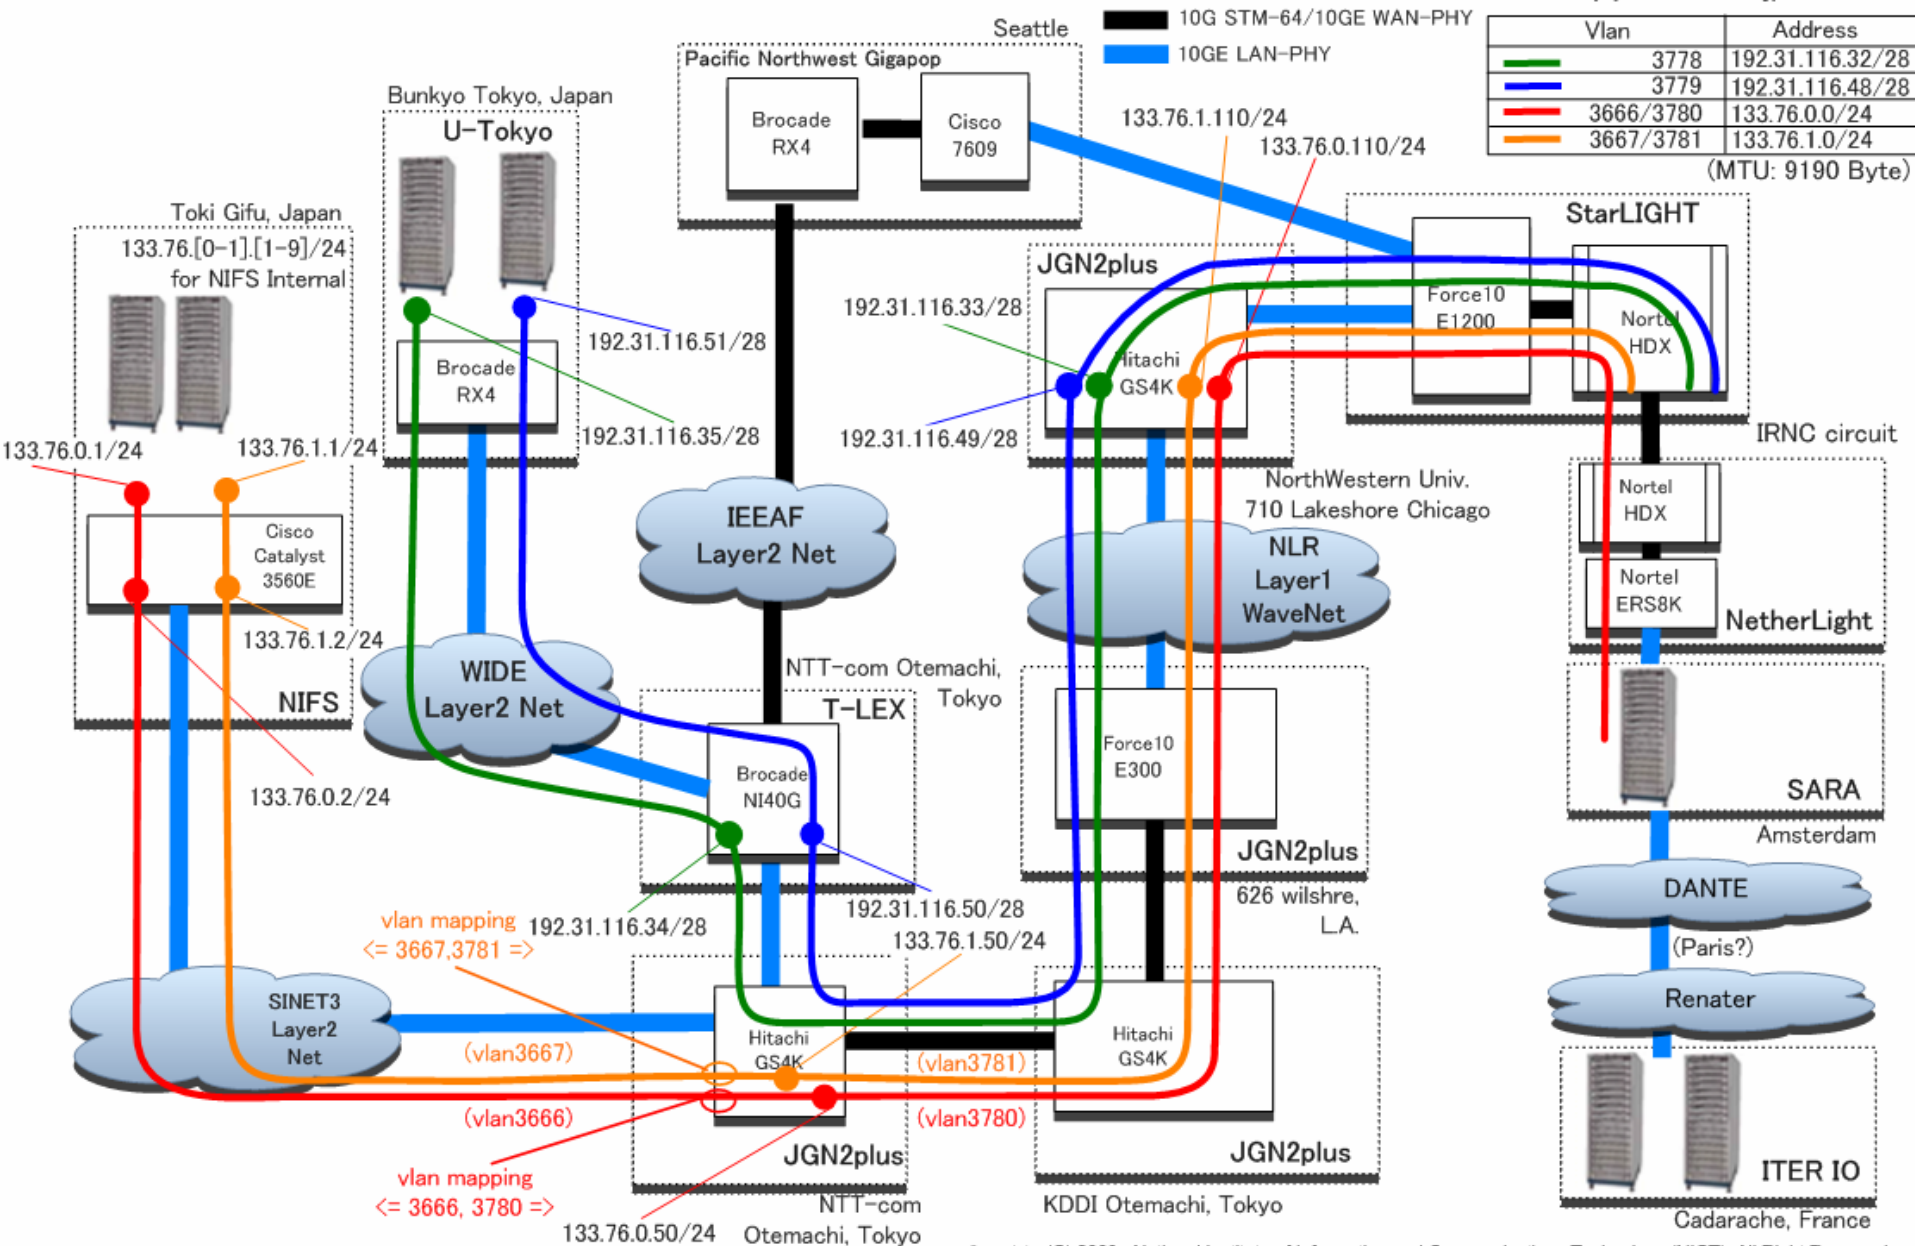 Seattle
10G STM-64/10GE WAN-PHY
10GE LAN-PHY
Vlan Address
3778 192.31.116.32/28
3779 192.31.116.48/28
3666/3780 133.76.0.0/24
3667/3781 133.76.1.0/24
(MTU: 9190 Byte)
Pacific Northwest Gigapop
Brocade
RX4
Cisco
7609
Bunkyo Tokyo, Japan
U-Tokyo
133.76.1.110/24
133.76.0.110/24
Toki Gifu, Japan
133.76.[0-1].[1-9]/24
for NIFS Internal
StarLIGHT
JGN2plus
192.31.116.33/28
Force10
E1200
Nortel
HDX
192.31.116.51/28
Brocade
RX4
Hitachi
GS4K
192.31.116.35/28
192.31.116.49/28
133.76.0.1/24
133.76.1.1/24
IRNC circuit
NorthWestern Univ.
710 Lakeshore Chicago
Nortel
HDX
Cisco
Catalyst
3560E
IEEAF
Layer2 Net
NLR
Layer1
WaveNet
Nortel
ERS8K
NetherLight
133.76.1.2/24
WIDE
Layer2 Net
NTT-com Otemachi,
Tokyo
NIFS
T-LEX
Force10
E300
Brocade
NI40G
133.76.0.2/24
SARA
Amsterdam
JGN2plus
626 wilshre,
L.A.
DANTE
(Paris?)
192.31.116.34/28
192.31.116.50/28
133.76.1.50/24
vlan mapping
<= 3667,3781 =>
SINET3
Layer2
Net
(vlan3667)
Hitachi
GS4K
(vlan3781)
Hitachi
GS4K
Renater
(vlan3666)
(vlan3780)
JGN2plus
JGN2plus
vlan mapping
<= 3666, 3780 =>
ITER IO
NTT-com
Otemachi, Tokyo
133.76.0.50/24
KDDI Otemachi, Tokyo
Cadarache, France